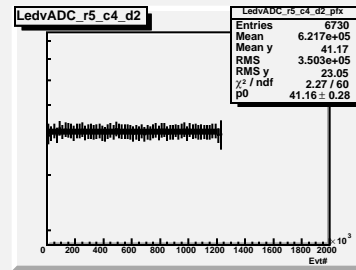 LedvADC_r5_c4_d2
LedvADC_r5_c4_d2_pfx
Entries 6730
Mean 6.217e+05
Mean y 41.17
RMS 3.503e+05
RMS y 23.05
χ² / ndf 2.27 / 60
p0 41.16 ± 0.28
0 200 400 600 800 1000 1200 1400 1600 1800 2000
×10³
Evt#